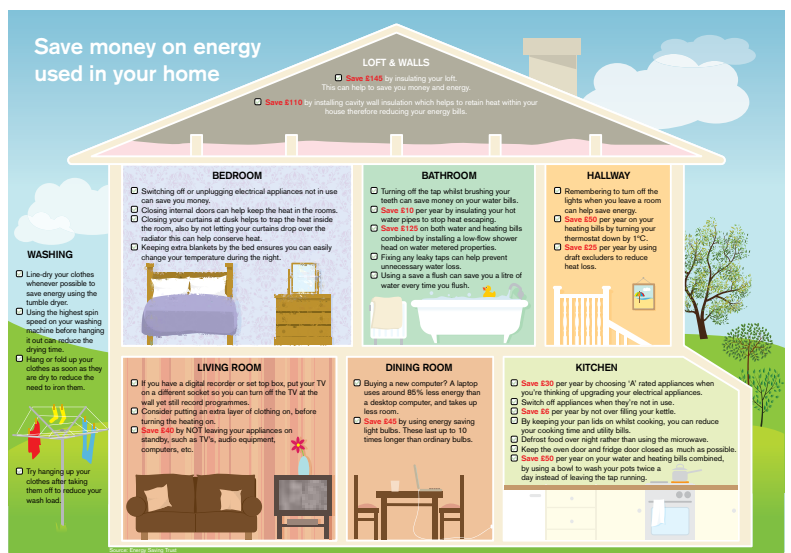 Save money on energy
used in your home
LOFT & WALLS
Save £145 by insulating your loft.
This can help to save you money and energy.
Save £110 by installing cavity wall insulation which helps to retain heat within your
house therefore reducing your energy bills.
BEDROOM
Switching off or unplugging electrical appliances not in use
can save you money.
Closing internal doors can help keep the heat in the rooms.
Closing your curtains at dusk helps to trap the heat inside
the room, also by not letting your curtains drop over the
radiator this can help conserve heat.
Keeping extra blankets by the bed ensures you can easily
change your temperature during the night.
BATHROOM
Turning off the tap whilst brushing your
teeth can save money on your water bills.
Save £10 per year by insulating your hot
water pipes to stop heat escaping.
Save £125 on both water and heating bills
combined by installing a low-flow shower
head on water metered properties.
Fixing any leaky taps can help prevent
unnecessary water loss.
Using a save a flush can save you a litre of
water every time you flush.
HALLWAY
Remembering to turn off the
lights when you leave a room
can help save energy.
Save £50 per year on your
heating bills by turning your
thermostat down by 1°C.
Save £25 per year by using
draft excluders to reduce
heat loss.
WASHING
Line-dry your clothes
whenever possible to
save energy using the
tumble dryer.
Using the highest spin
speed on your washing
machine before hanging
it out can reduce the
drying time.
Hang or fold up your
clothes as soon as they
are dry to reduce the
need to iron them.
Try hanging up your
clothes after taking
them off to reduce your
wash load.
LIVING ROOM
If you have a digital recorder or set top box, put your TV
on a different socket so you can turn off the TV at the
wall yet still record programmes.
Consider putting an extra layer of clothing on, before
turning the heating on.
Save £40 by NOT leaving your appliances on
standby, such as TV's, audio equipment,
computers, etc.
DINING ROOM
Buying a new computer? A laptop
uses around 85% less energy than
a desktop computer, and takes up
less room.
Save £45 by using energy saving
light bulbs. These last up to 10
times longer than ordinary bulbs.
KITCHEN
Save £30 per year by choosing 'A' rated appliances when
you're thinking of upgrading your electrical appliances.
Switch off appliances when they're not in use.
Save £6 per year by not over filling your kettle.
By keeping your pan lids on whilst cooking, you can reduce
your cooking time and utility bills.
Defrost food over night rather than using the microwave.
Keep the oven door and fridge door closed as much as possible.
Save £50 per year on water and heating bills combined,
by using a bowl to wash your pots twice a
day instead of leaving the tap running.
Source: Energy Saving Trust